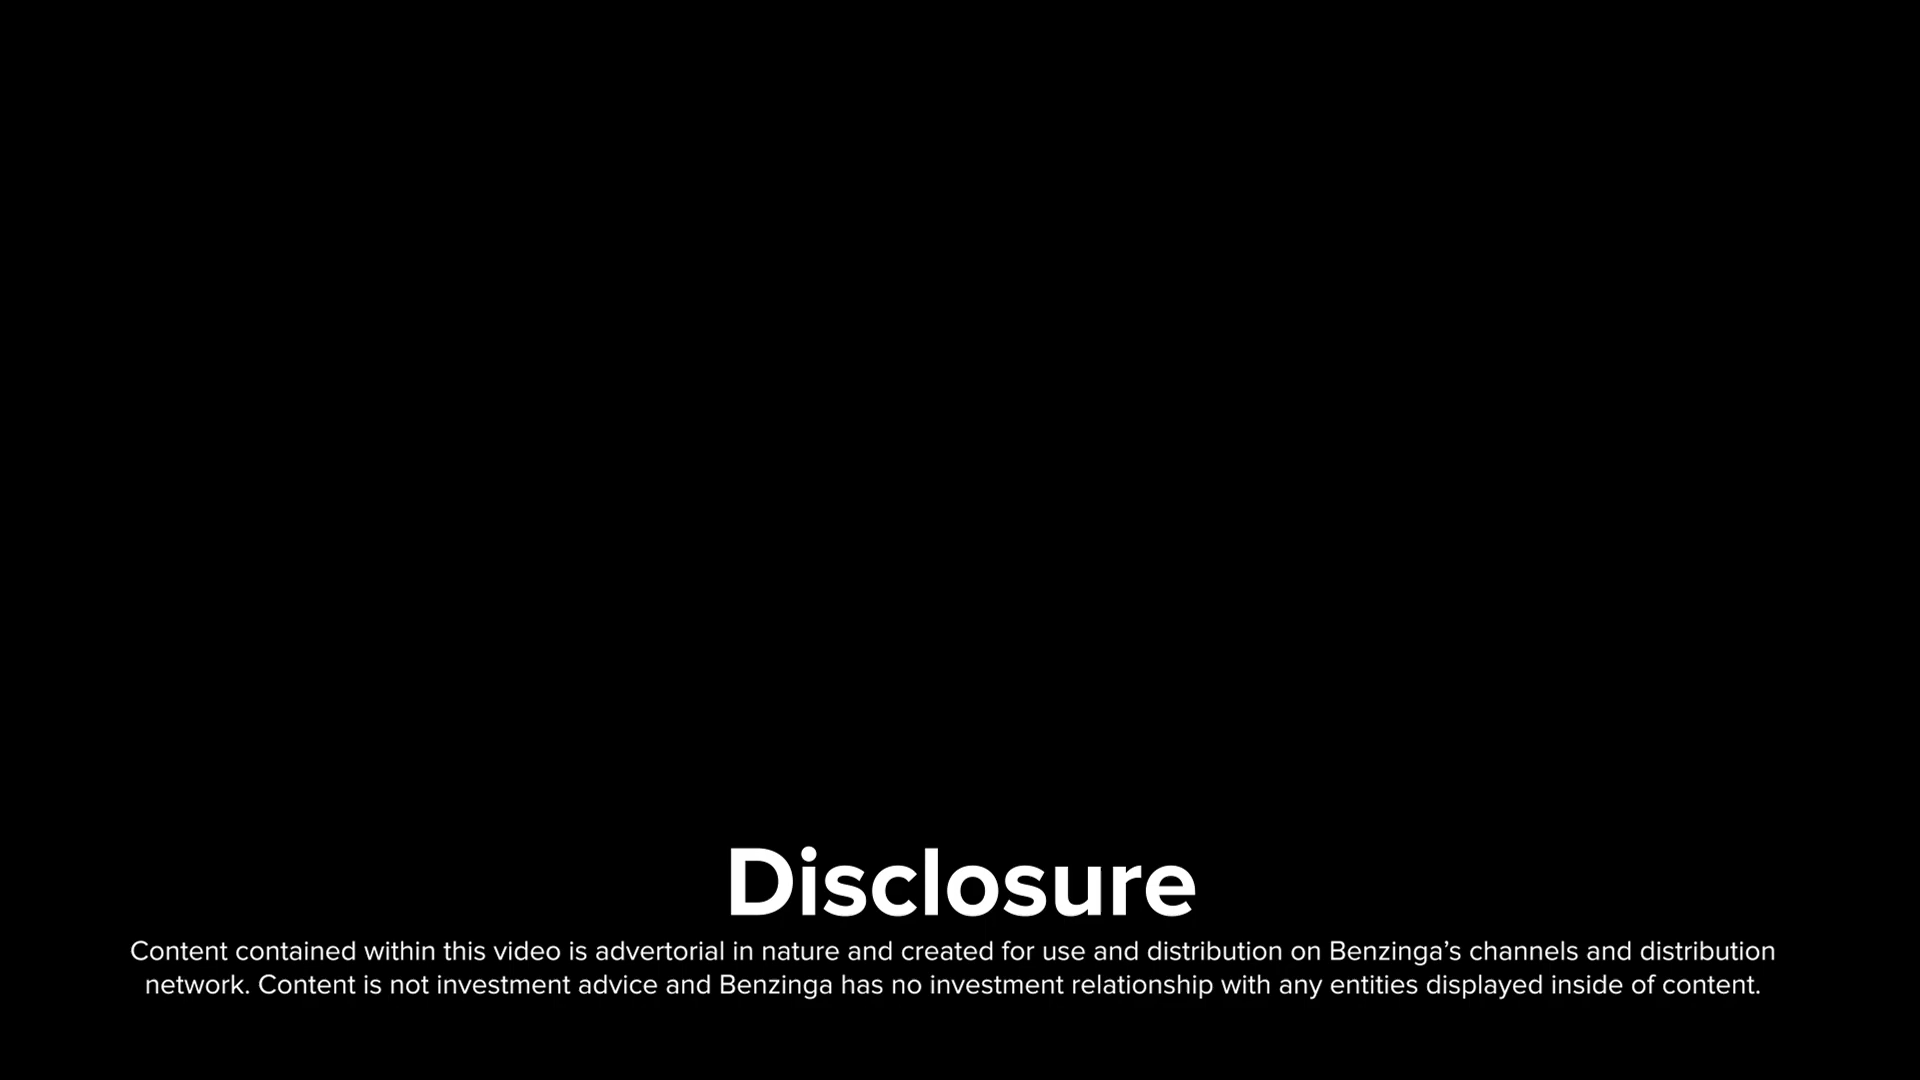 Disclosure
Content contained within this video is advertorial in nature and created for use and distribution on Benzinga’s channels and distribution
network. Content is not investment advice and Benzinga has no investment relationship with any entities displayed inside of content.